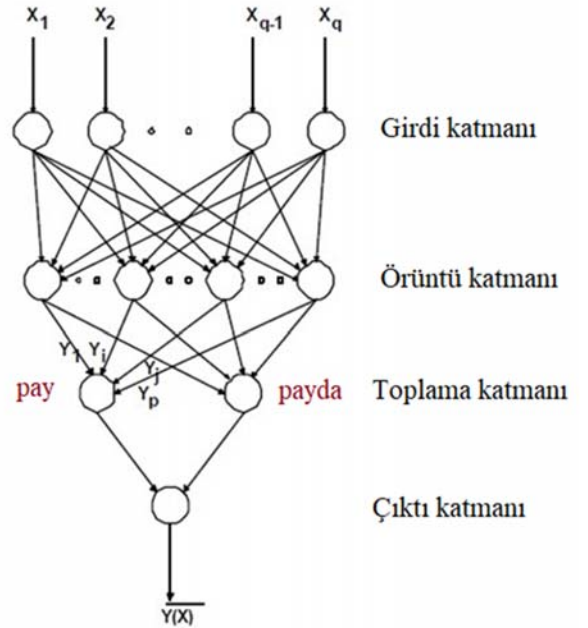 X1 X2 Xq-1 Xq
Girdi katmanı
Örüntü katmanı
Y1 Yi Yj
Yp
pay payda Toplama katmanı
Çıktı katmanı
Y(X)